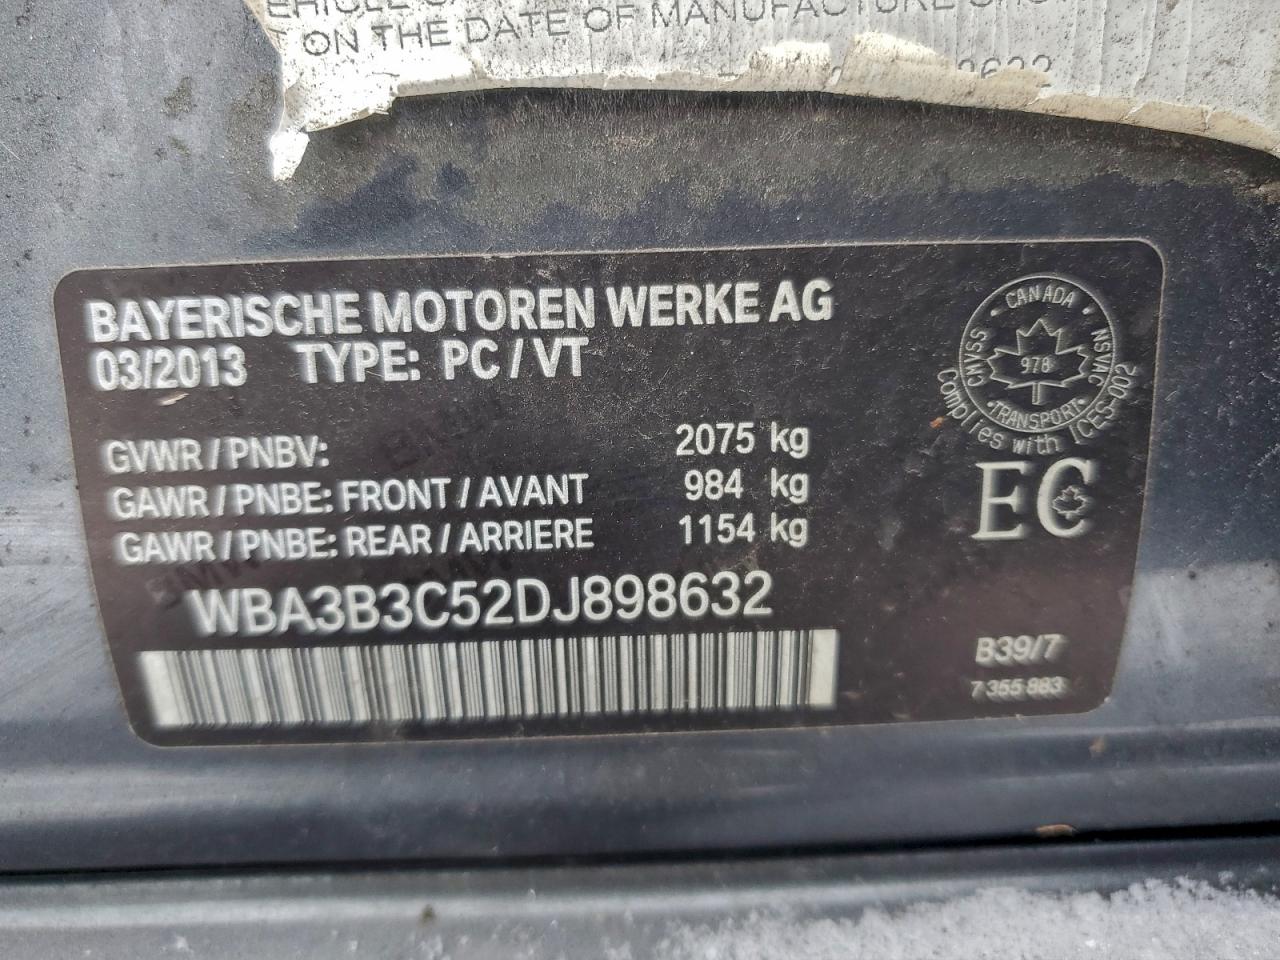 ON THE DATE OF MANUFACTURE
BAYERISCHE MOTOREN WERKE AG
03/2013 TYPE: PC/VT
GVWR/PNBV: 2075 kg
GAWR/PNBE: FRONT/AVANT 984 kg
GAWR/PNBE: REAR/ARRIERE 1154 kg
WBA3B3C52DJ898632
CANADA
CMVSS
NSVAC
978
·TRANSPORT·
Complies with ICES-002
EC
B39/7
7 355 883